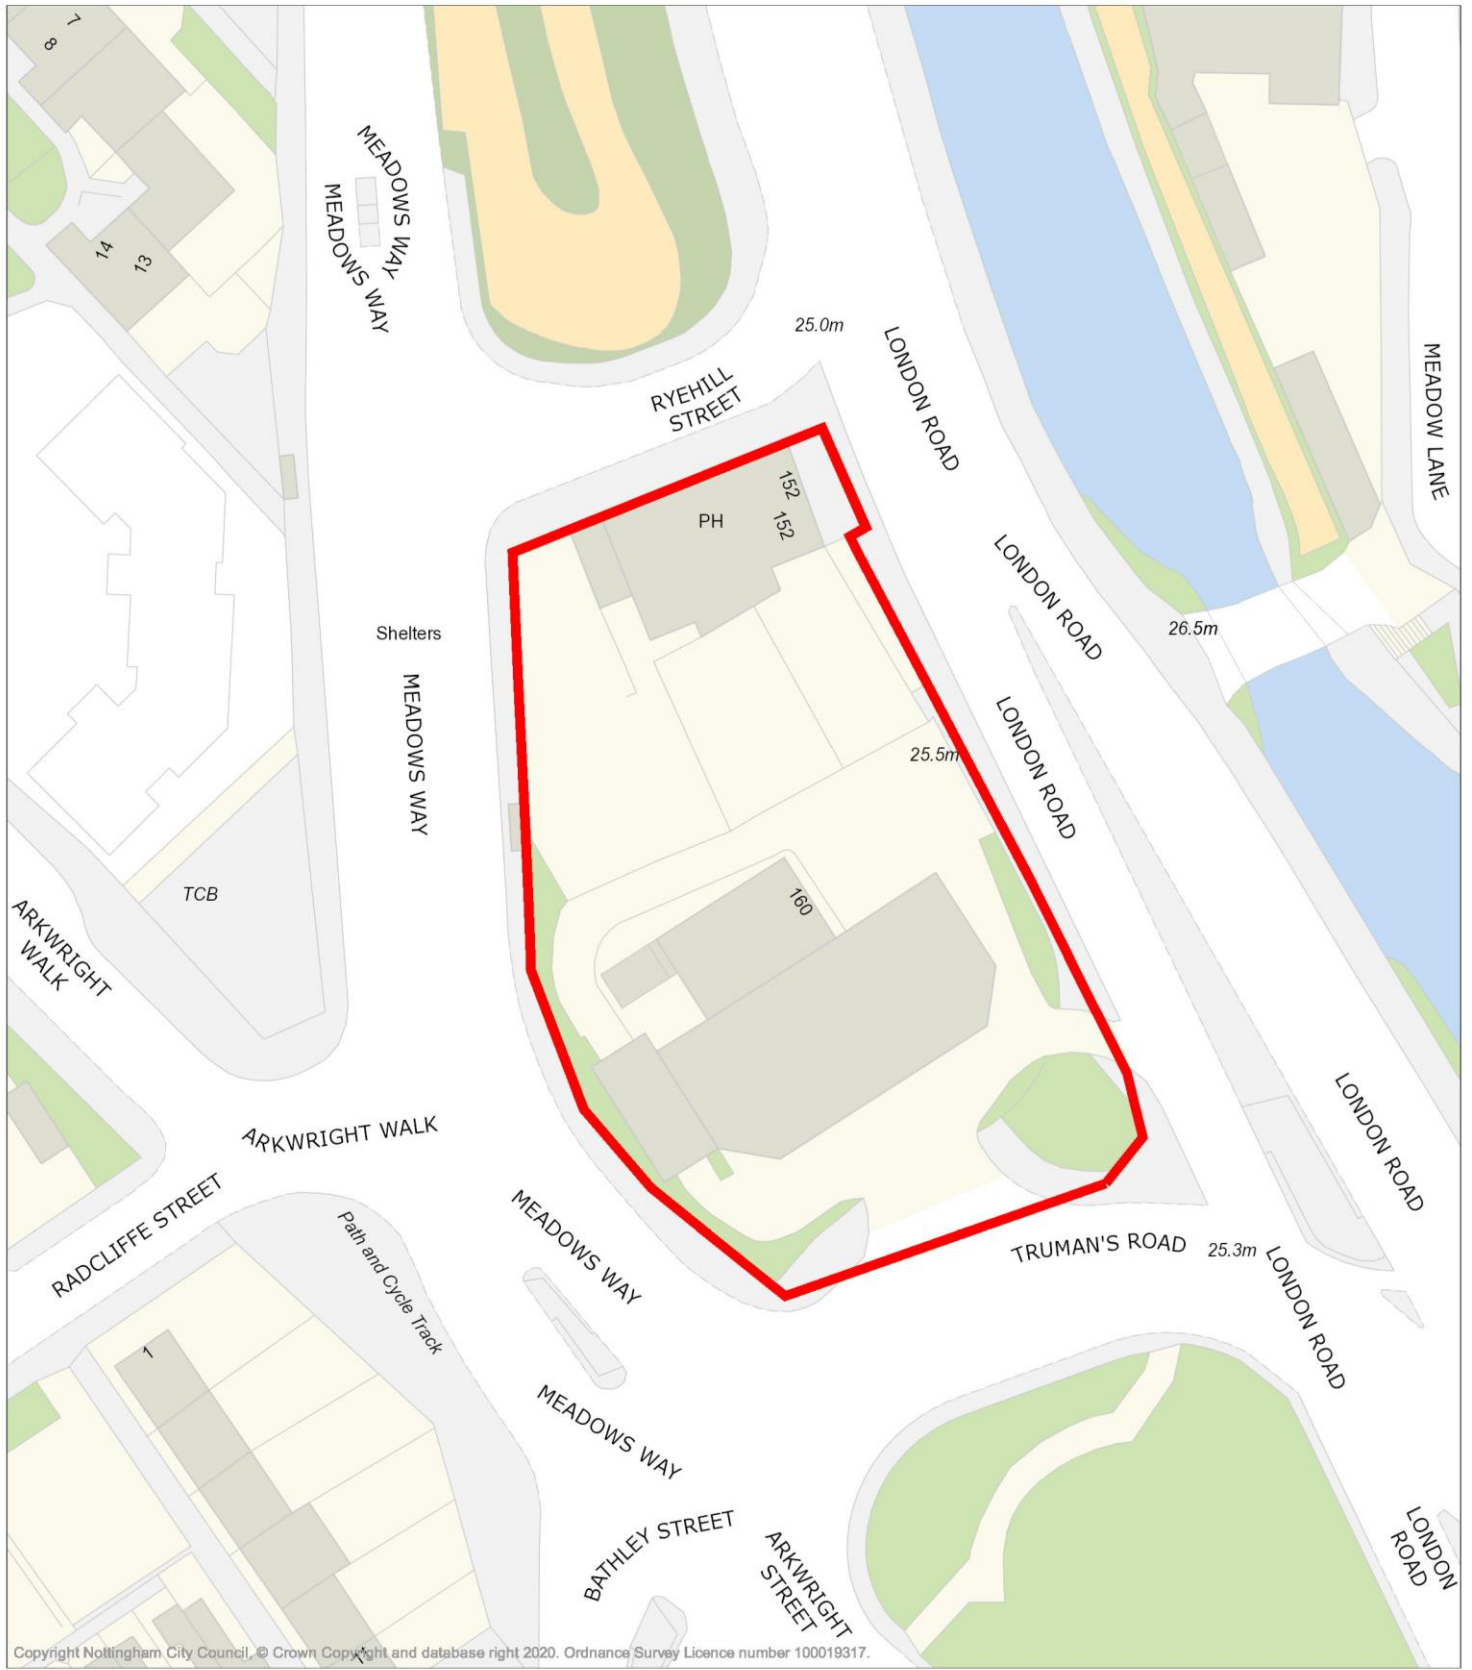 7
8
MEADOWS WAY
MEADOWS WAY
14
13
25.0m
LONDON ROAD
RYEHILL
STREET
MEADOW LANE
152
PH
152
LONDON ROAD
Shelters
26.5m
MEADOWS WAY
LONDON ROAD
25.5m
TCB
160
ARKWRIGHT
WALK
ARKWRIGHT WALK
LONDON ROAD
RADCLIFFE STREET
Path and Cycle Track
MEADOWS WAY
TRUMAN'S ROAD
25.3m
LONDON ROAD
1
MEADOWS WAY
BATHLEY STREET
ARKWRIGHT
STREET
LONDON
ROAD
Copyright Nottingham City Council, © Crown Copyright and database right 2020. Ordnance Survey Licence number 100019317.